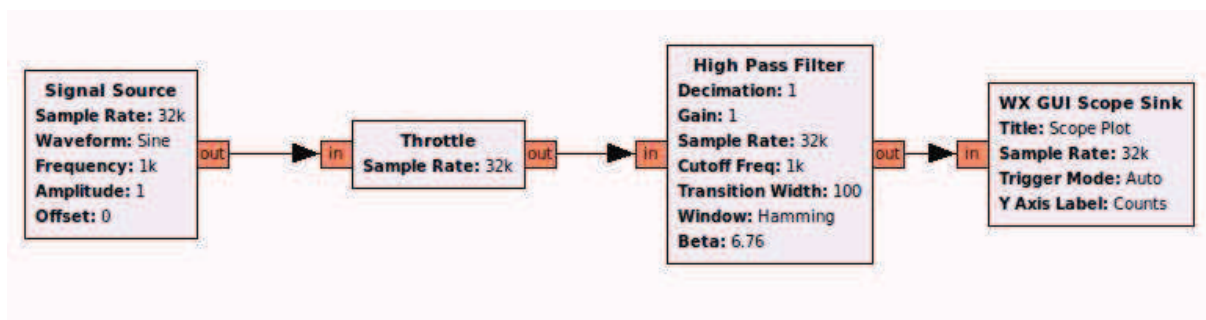 Signal Source
Sample Rate: 32k
Waveform: Sine
Frequency: 1k
Amplitude: 1
Offset: 0
out
in
Throttle
Sample Rate: 32k
out
in
High Pass Filter
Decimation: 1
Gain: 1
Sample Rate: 32k
Cutoff Freq: 1k
Transition Width: 100
Window: Hamming
Beta: 6.76
out
in
WX GUI Scope Sink
Title: Scope Plot
Sample Rate: 32k
Trigger Mode: Auto
Y Axis Label: Counts